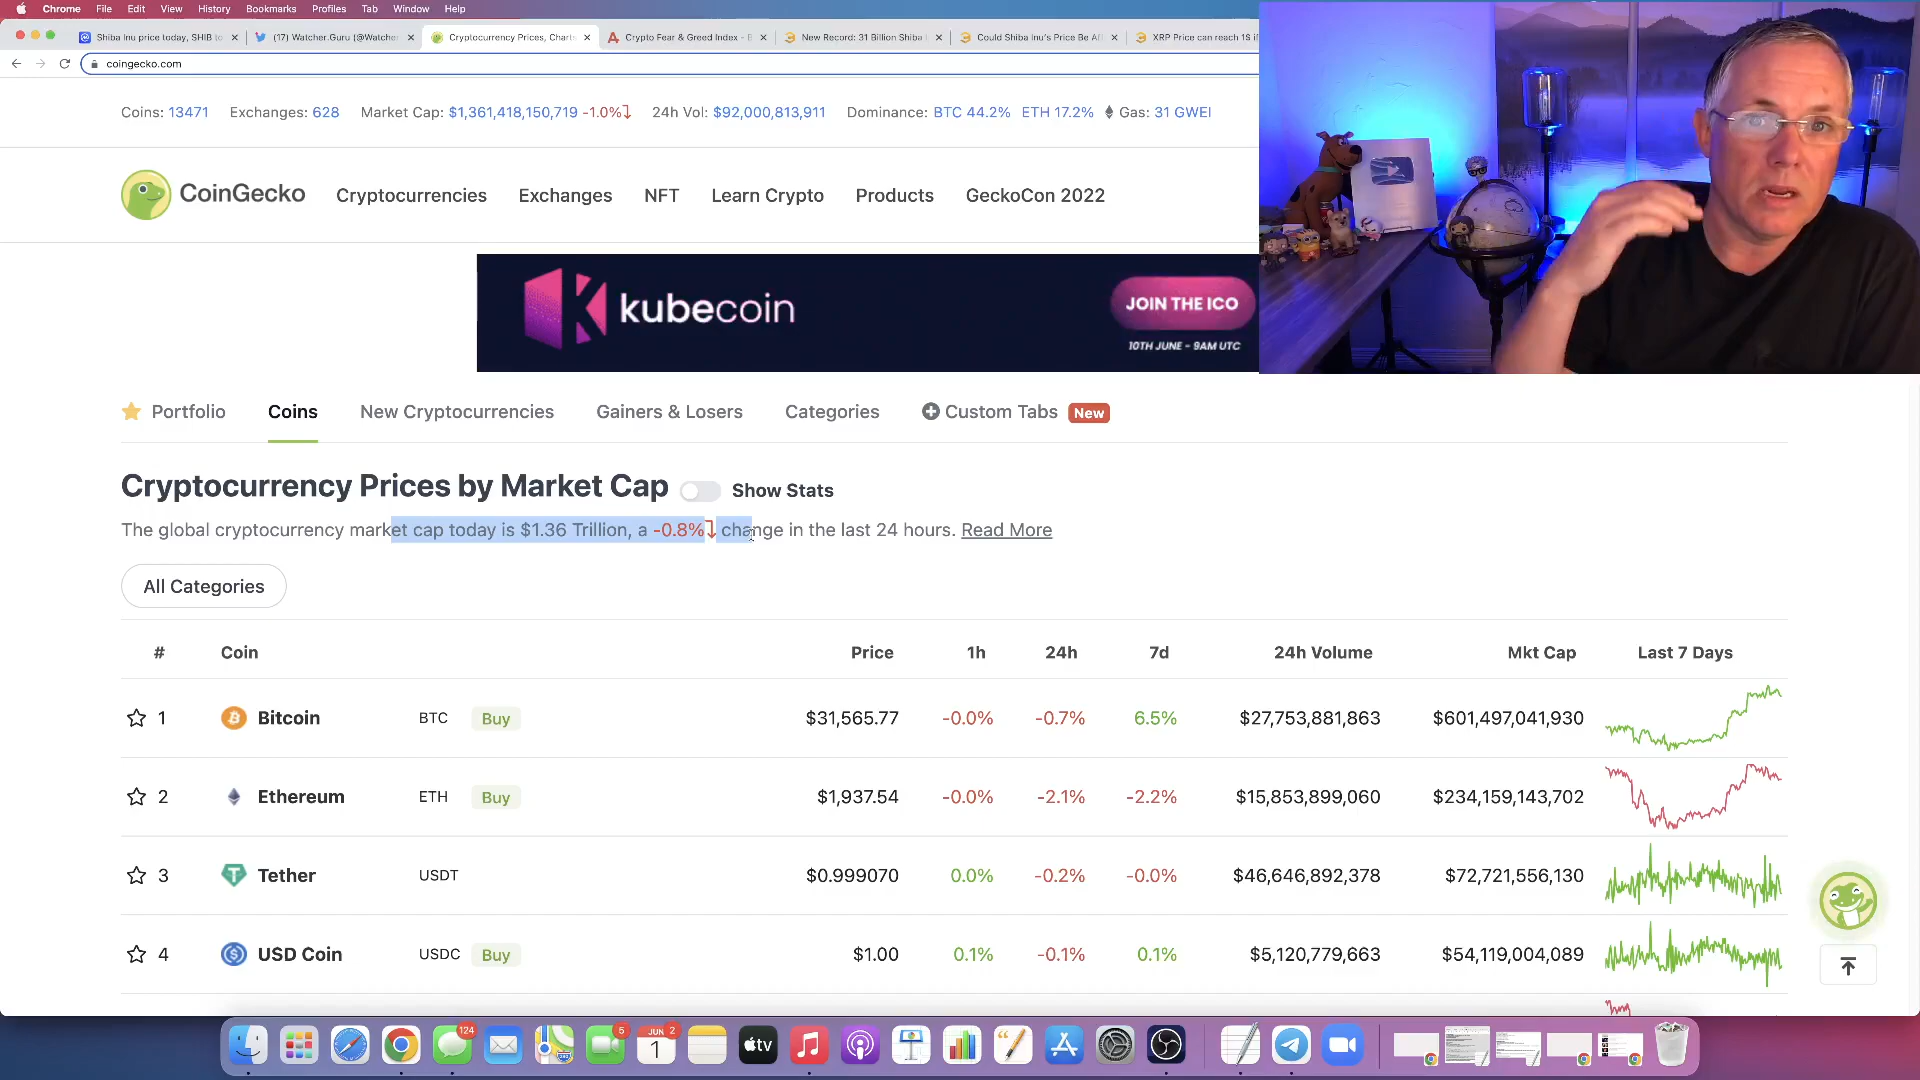 Chrome File Edit View History Bookmarks Profiles Tab Window Help
Shiba Inu price today, SHIB to
(17) Watcher.Guru (@Watcher
Cryptocurrency Prices, Charts
Crypto Fear & Greed Index - B
New Record: 31 Billion Shiba
Could Shiba Inu's Price Be Af
XRP Price can reach 1$ if
coingecko.com
Coins: 13471 Exchanges: 628 Market Cap: $1,361,418,150,719 -1.0% 24h Vol: $92,000,813,911 Dominance: BTC 44.2% ETH 17.2% Gas: 31 GWEI
CoinGecko Cryptocurrencies Exchanges NFT Learn Crypto Products GeckoCon 2022
kubecoin
JOIN THE ICO
10TH JUNE - 9AM UTC
Portfolio Coins New Cryptocurrencies Gainers & Losers Categories Custom Tabs New
Cryptocurrency Prices by Market Cap Show Stats
The global cryptocurrency market cap today is $1.36 Trillion, a -0.8% change in the last 24 hours. Read More
All Categories
# Coin Price 1h 24h 7d 24h Volume Mkt Cap Last 7 Days
1 Bitcoin BTC Buy $31,565.77 -0.0% -0.7% 6.5% $27,753,881,863 $601,497,041,930
2 Ethereum ETH Buy $1,937.54 -0.0% -2.1% -2.2% $15,853,899,060 $234,159,143,702
3 Tether USDT $0.999070 0.0% -0.2% -0.0% $46,646,892,378 $72,721,556,130
4 USD Coin USDC Buy $1.00 0.1% -0.1% 0.1% $5,120,779,663 $54,119,004,089
124
5
JUN
2
1
tv